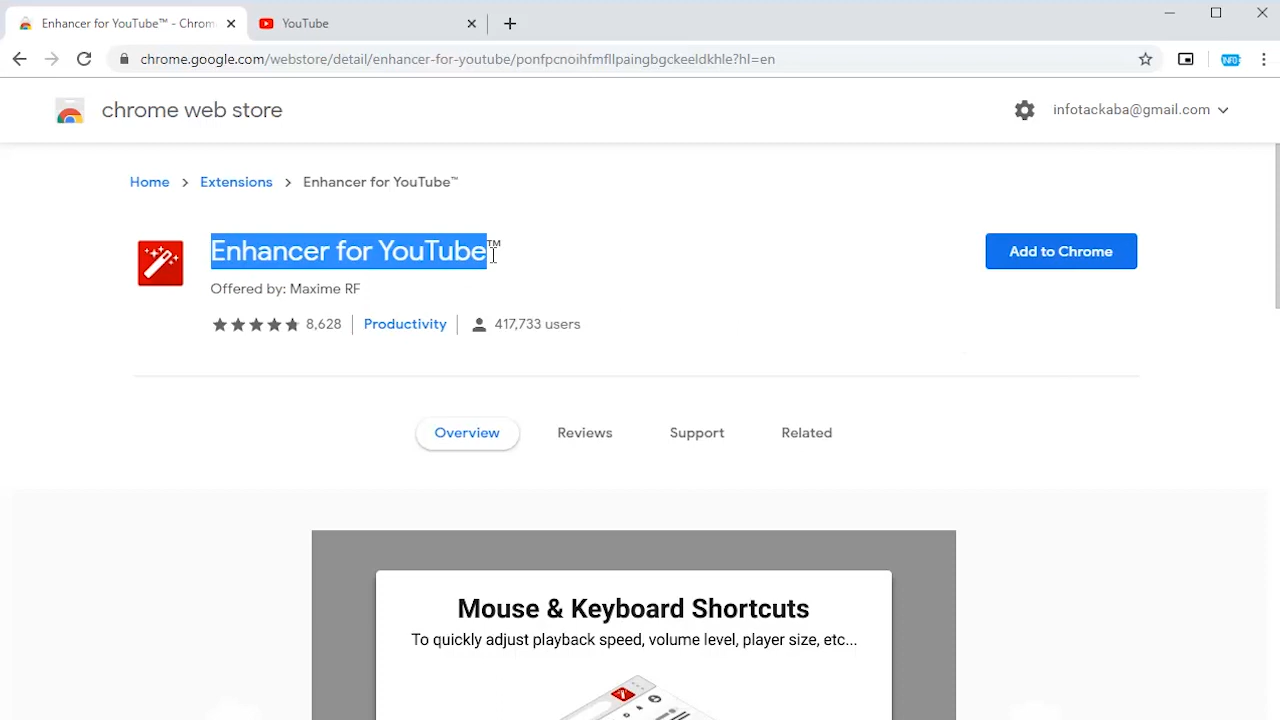 Enhancer for YouTube™ - Chrom
YouTube
chrome.google.com/webstore/detail/enhancer-for-youtube/ponfpcnoihfmfllpaingbgckeeldkhle?hl=en
INFO
chrome web store
infotackaba@gmail.com
Home > Extensions > Enhancer for YouTube™
Enhancer for YouTube™
Add to Chrome
Offered by: Maxime RF
8,628 Productivity 417,733 users
Overview Reviews Support Related
Mouse & Keyboard Shortcuts
To quickly adjust playback speed, volume level, player size, etc...